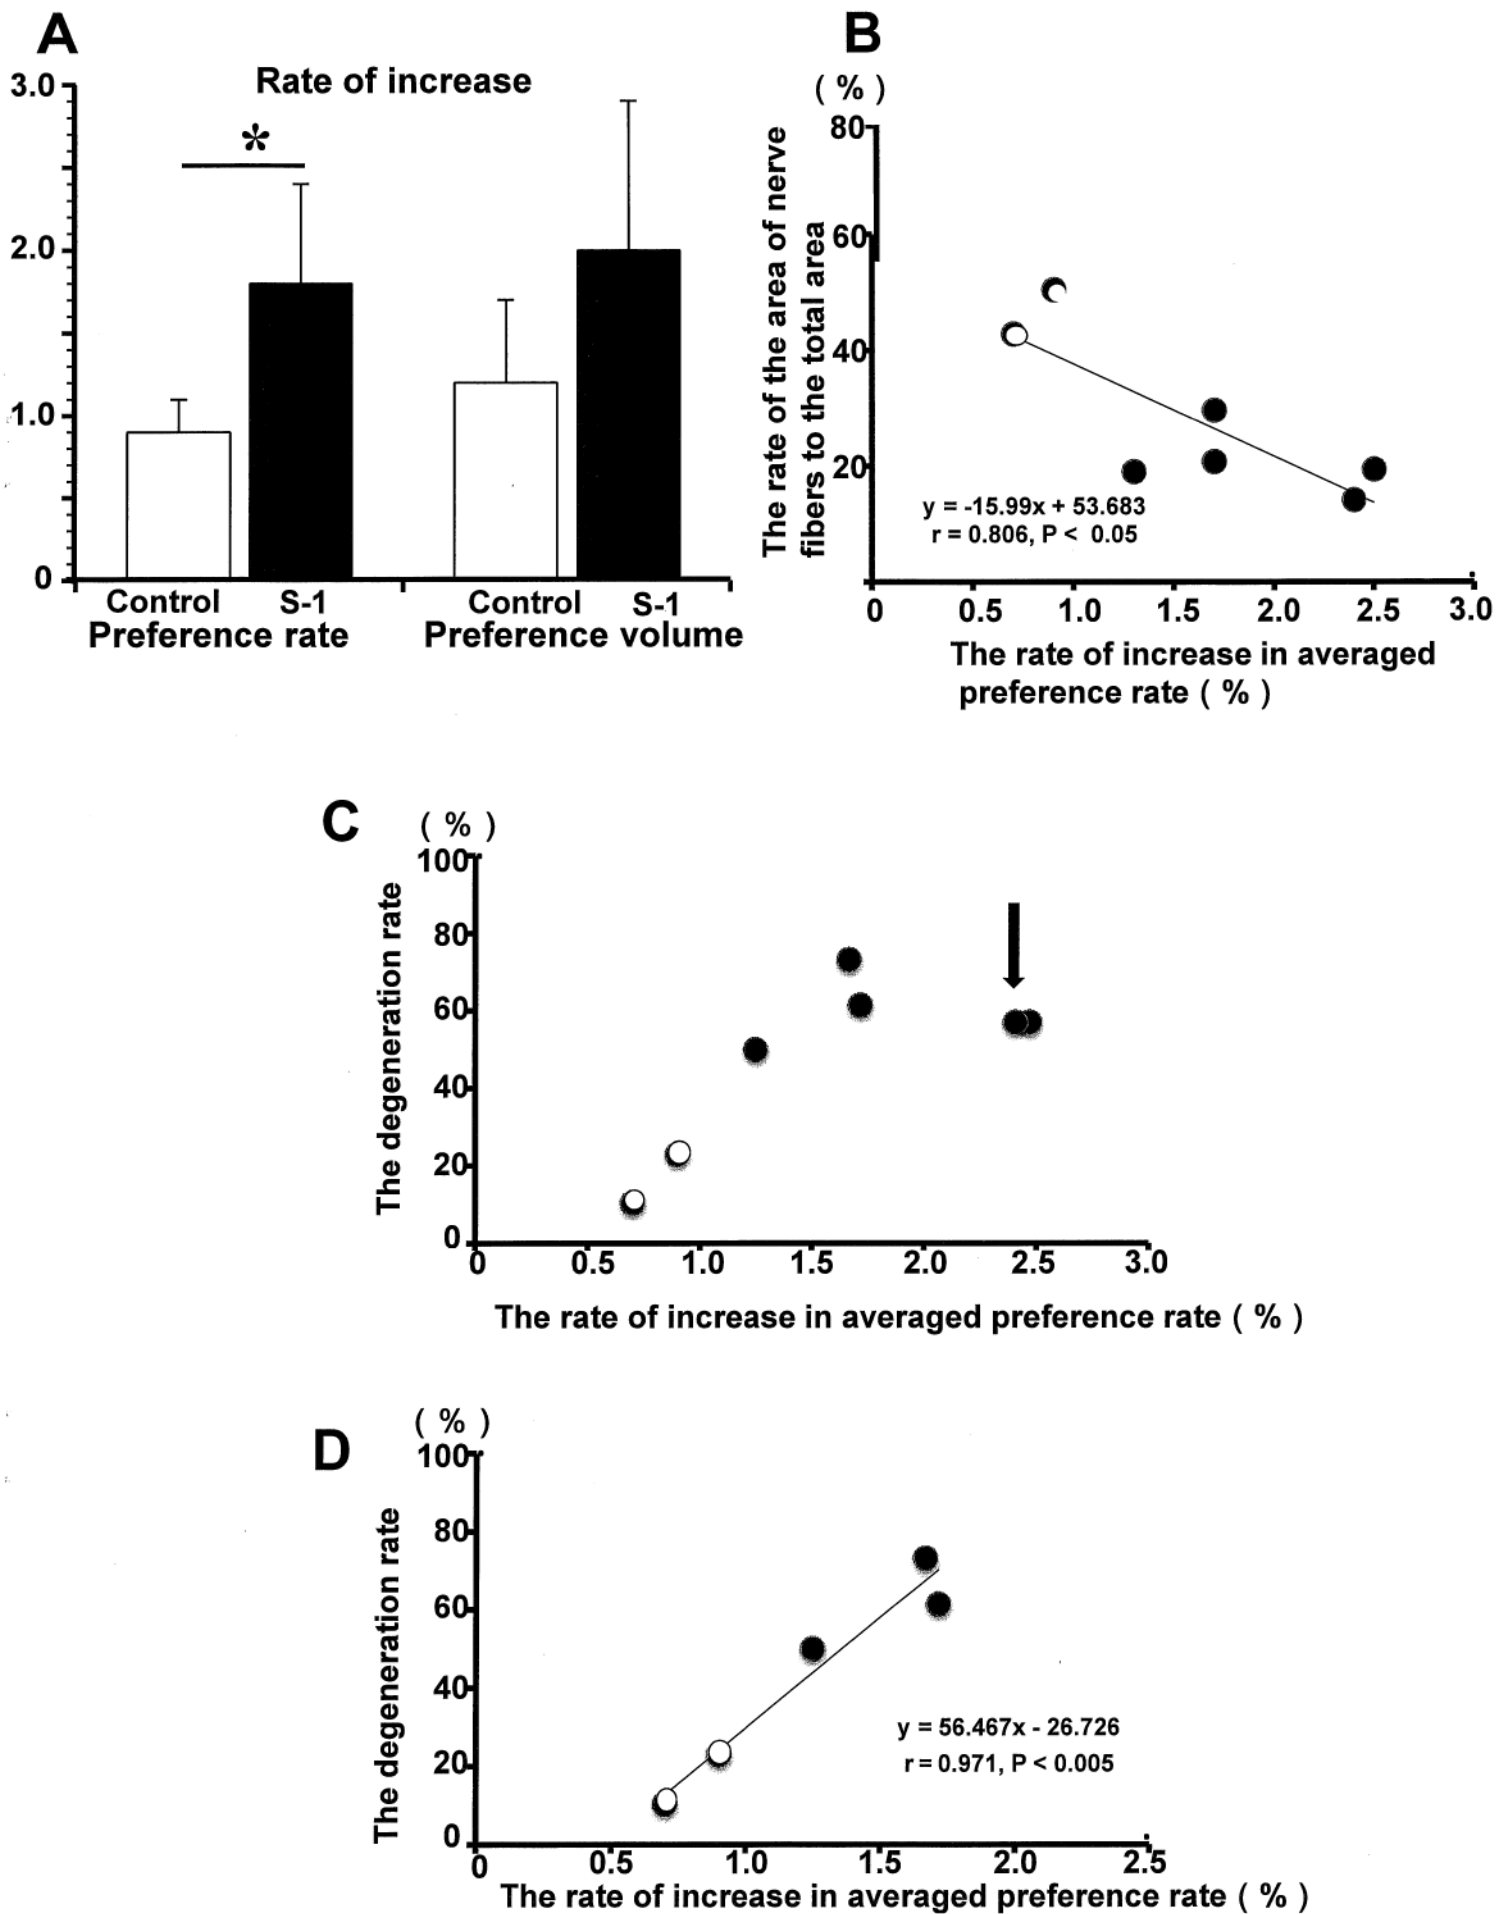 A
Rate of increase
3.0
2.0
1.0
0
*
Control
S-1
Control
S-1
Preference rate
Preference volume
B
( % )
80
60
40
20
The rate of the area of nerve
fibers to the total area
y = -15.99x + 53.683
r = 0.806, P < 0.05
0
0.5
1.0
1.5
2.0
2.5
3.0
The rate of increase in averaged
preference rate ( % )
C
( % )
100
80
60
40
20
0
The degeneration rate
0
0.5
1.0
1.5
2.0
2.5
3.0
The rate of increase in averaged preference rate ( % )
D
( % )
100
80
60
40
20
0
The degeneration rate
y = 56.467x - 26.726
r = 0.971, P < 0.005
0
0.5
1.0
1.5
2.0
2.5
The rate of increase in averaged preference rate ( % )